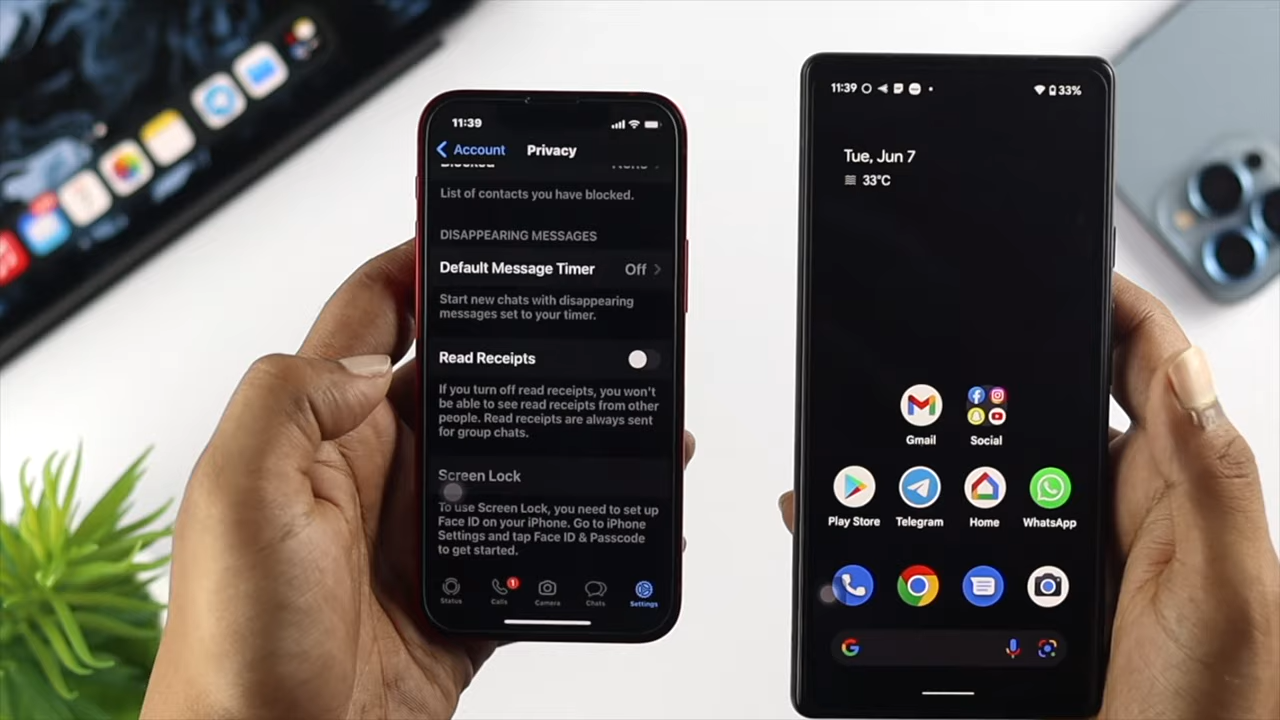 11:39
Account
Privacy
Blocked
None
List of contacts you have blocked.
DISAPPEARING MESSAGES
Default Message Timer
Off
Start new chats with disappearing
messages set to your timer.
Read Receipts
If you turn off read receipts, you won't
be able to see read receipts from other
people. Read receipts are always sent
for group chats.
Screen Lock
To use Screen Lock, you need to set up
Face ID on your iPhone. Go to iPhone
Settings and tap Face ID & Passcode
to get started.
1
Status
Calls
Camera
Chats
Settings
11:39
33%
Tue, Jun 7
33°C
Gmail
Social
Play Store
Telegram
Home
WhatsApp